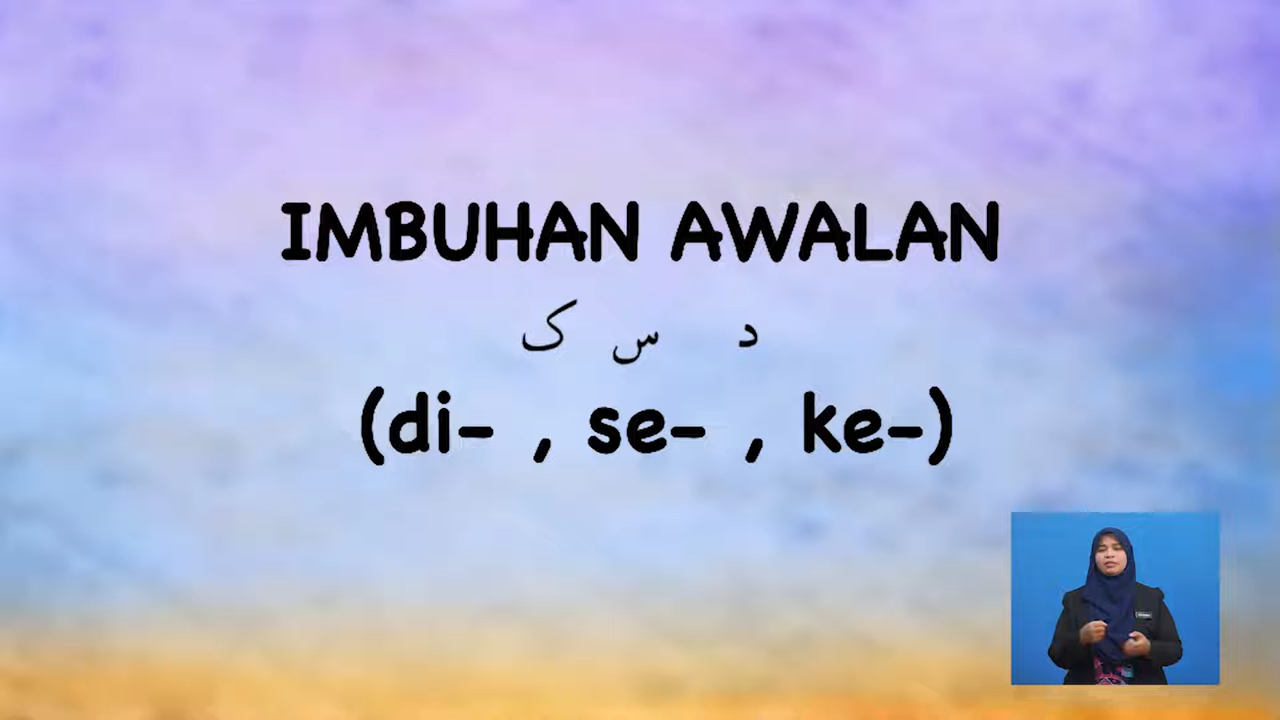 IMBUHAN AWALAN
د س ک
(di- , se- , ke-)